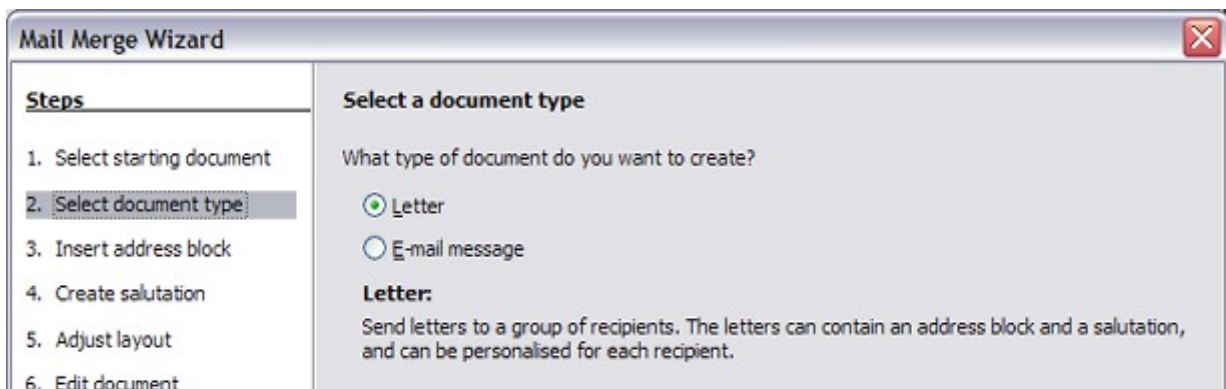 Mail Merge Wizard
Steps
1. Select starting document
2. Select document type
3. Insert address block
4. Create salutation
5. Adjust layout
6. Edit document
Select a document type
What type of document do you want to create?
Letter
E-mail message
Letter:
Send letters to a group of recipients. The letters can contain an address block and a salutation,
and can be personalised for each recipient.